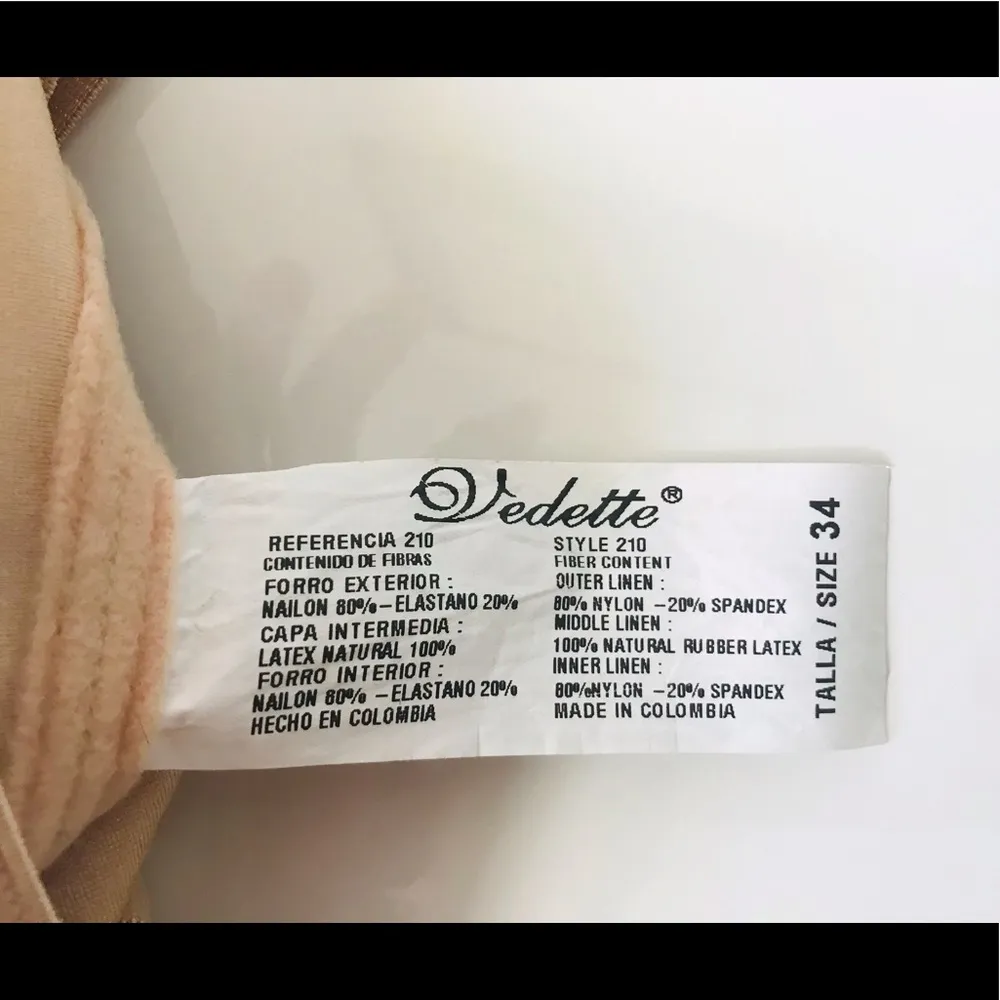 Vedette®
REFERENCIA 210
CONTENIDO DE FIBRAS
FORRO EXTERIOR :
NAILON 80%-ELASTANO 20%
CAPA INTERMEDIA :
LATEX NATURAL 100%
FORRO INTERIOR :
NAILON 80% -ELASTANO 20%
HECHO EN COLOMBIA
STYLE 210
FIBER CONTENT
OUTER LINEN :
80% NYLON -20% SPANDEX
MIDDLE LINEN :
100% NATURAL RUBBER LATEX
INNER LINEN :
80%NYLON -20% SPANDEX
MADE IN COLOMBIA
TALLA / SIZE 34